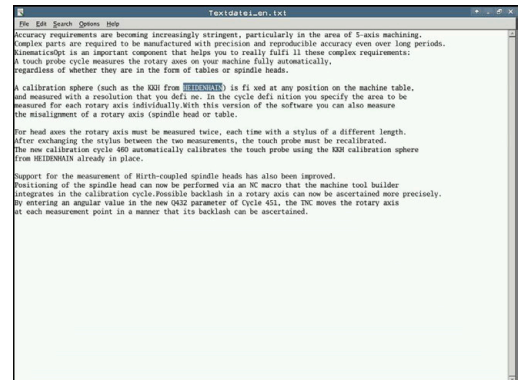 Textdatei_en.txt
File Edit Search Options Help
Accuracy requirements are becoming increasingly stringent, particularly in the area of 5-axis machining.
Complex parts are required to be manufactured with precision and reproducible accuracy even over long periods.
KinematicsOpt is an important component that helps you to really fulfi ll these complex requirements:
A touch probe cycle measures the rotary axes on your machine fully automatically,
regardless of whether they are in the form of tables or spindle heads.
A calibration sphere (such as the KKH from HEIDENHAIN) is fi xed at any position on the machine table,
and measured with a resolution that you defi ne. In the cycle defi nition you specify the area to be
measured for each rotary axis individually.With this version of the software you can also measure
the misalignment of a rotary axis (spindle head or table.
For head axes the rotary axis must be measured twice, each time with a stylus of a different length.
After exchanging the stylus between the two measurements, the touch probe must be recalibrated.
The new calibration cycle 460 automatically calibrates the touch probe using the KKH calibration sphere
from HEIDENHAIN already in place.
Support for the measurement of Hirth-coupled spindle heads has also been improved.
Positioning of the spindle head can now be performed via an NC macro that the machine tool builder
integrates in the calibration cycle.Possible backlash in a rotary axis can now be ascertained more precisely.
By entering an angular value in the new Q432 parameter of Cycle 451, the TNC moves the rotary axis
at each measurement point in a manner that its backlash can be ascertained.